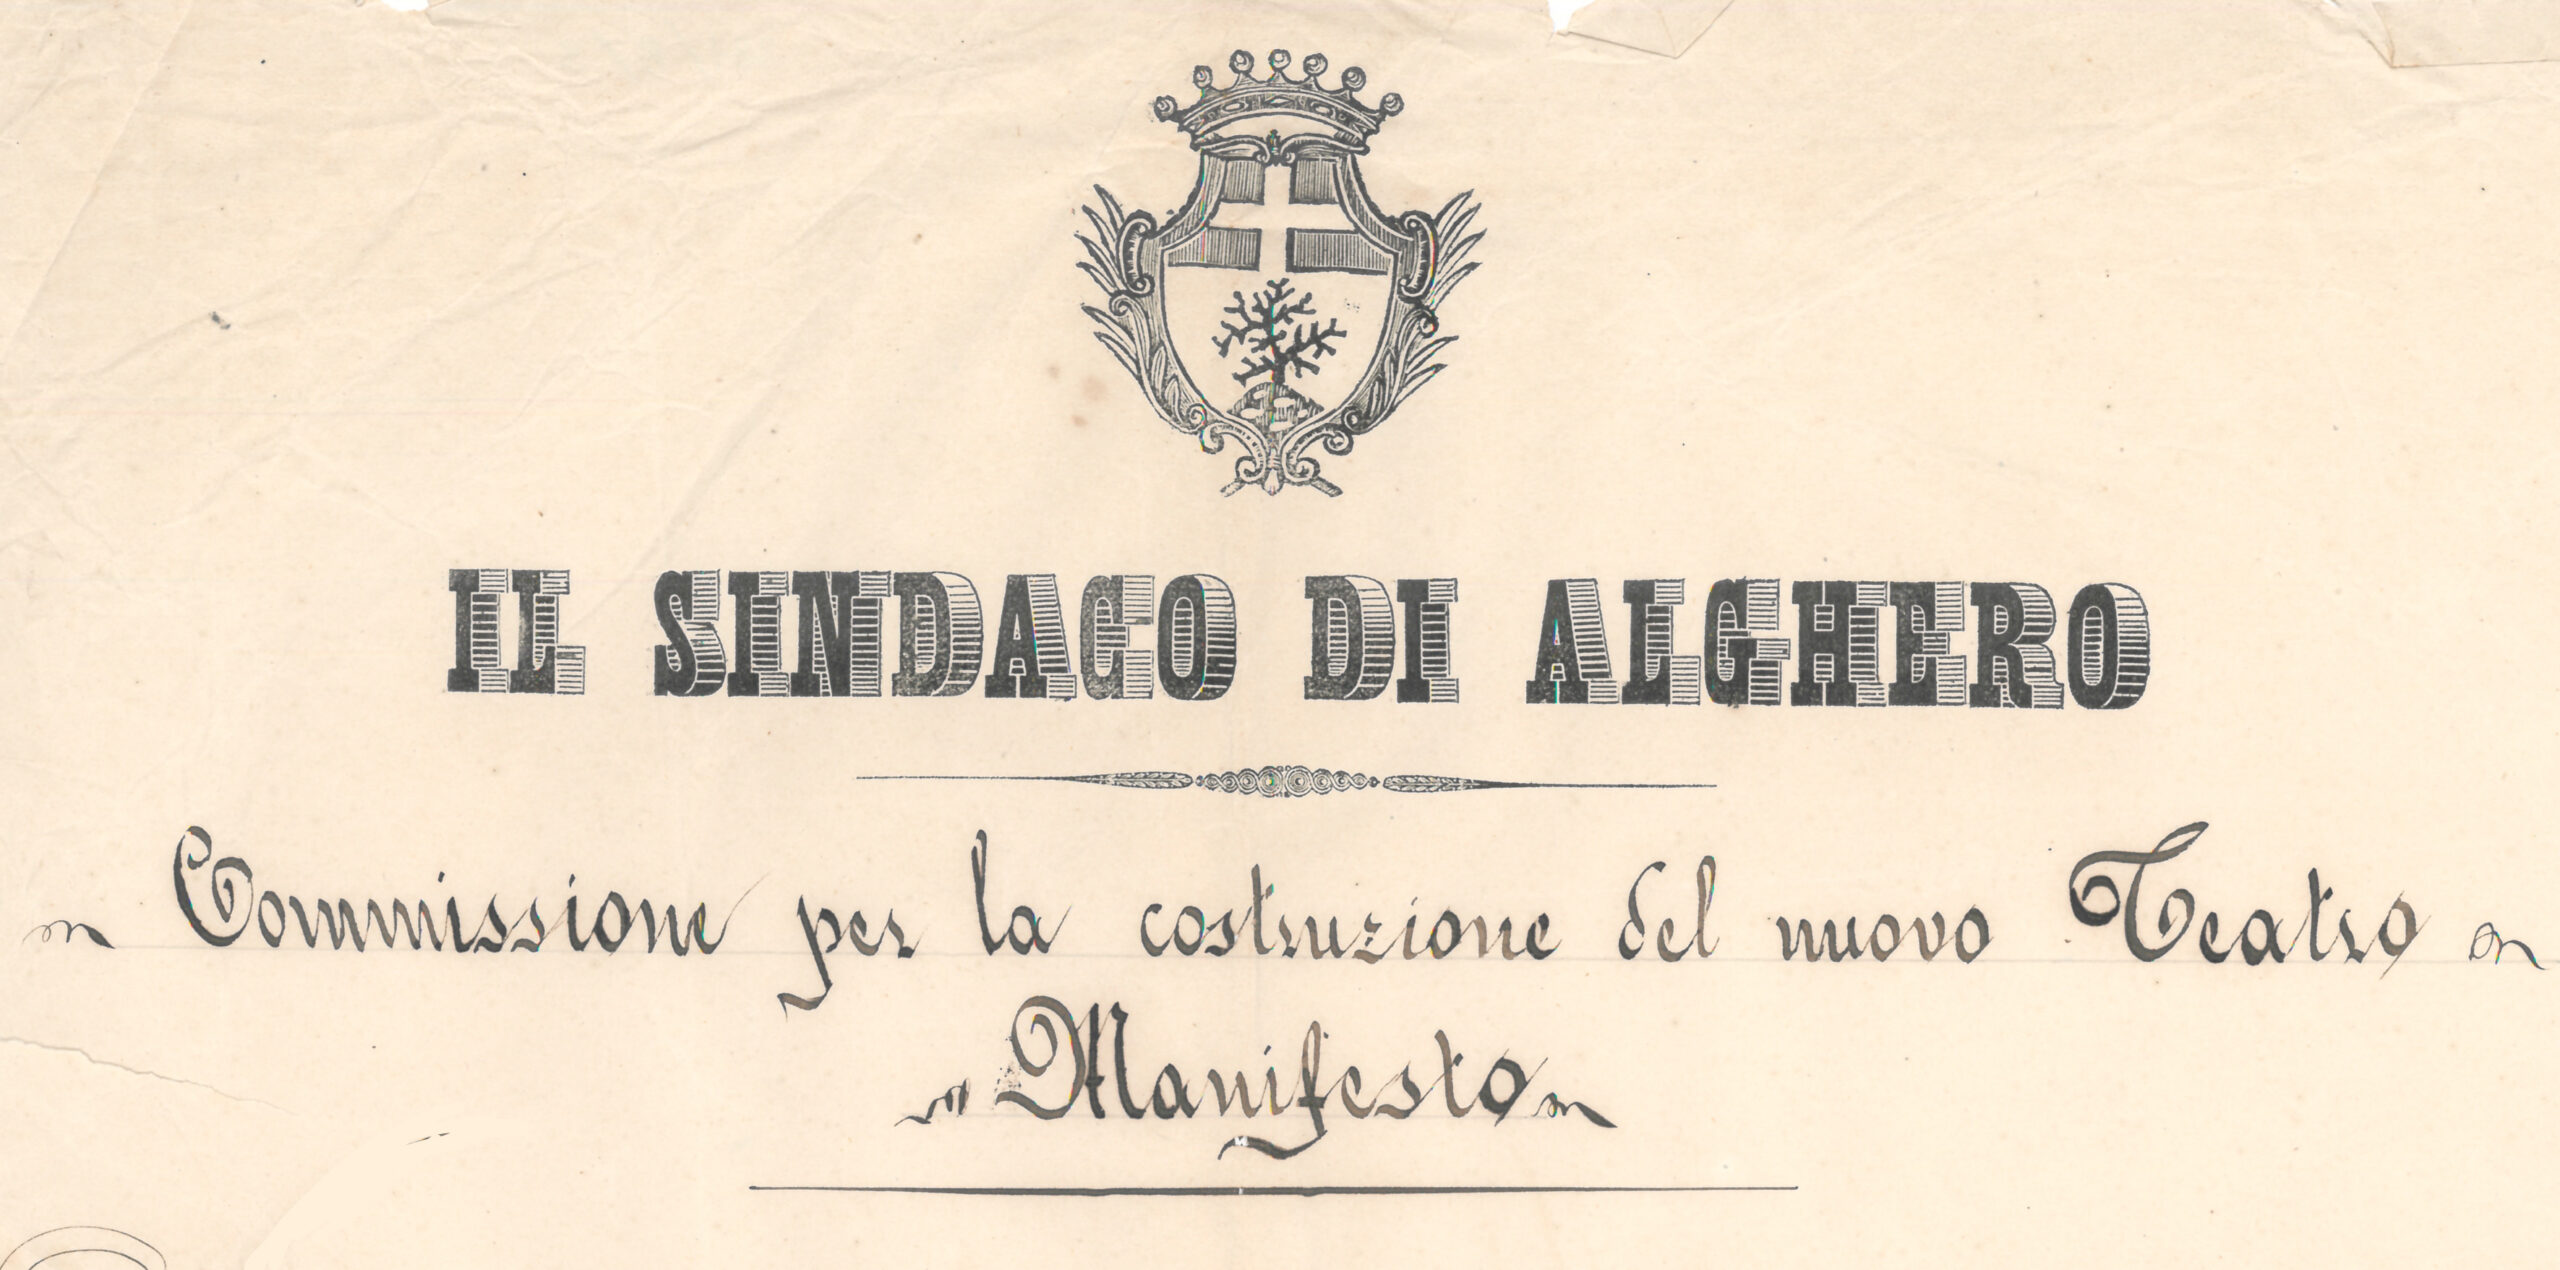 IL SINDACO DI ALGHERO
Commissione per la costruzione del nuovo Teatro
Manifesto